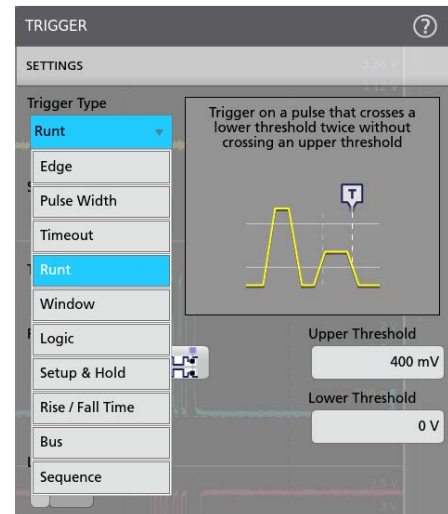 TRIGGER
?
SETTINGS
Trigger Type
Runt
Edge
Pulse Width
Timeout
Runt
Window
Logic
Setup & Hold
Rise / Fall Time
Bus
Sequence
Trigger on a pulse that crosses a
lower threshold twice without
crossing an upper threshold
T
Upper Threshold
400 mV
Lower Threshold
0 V